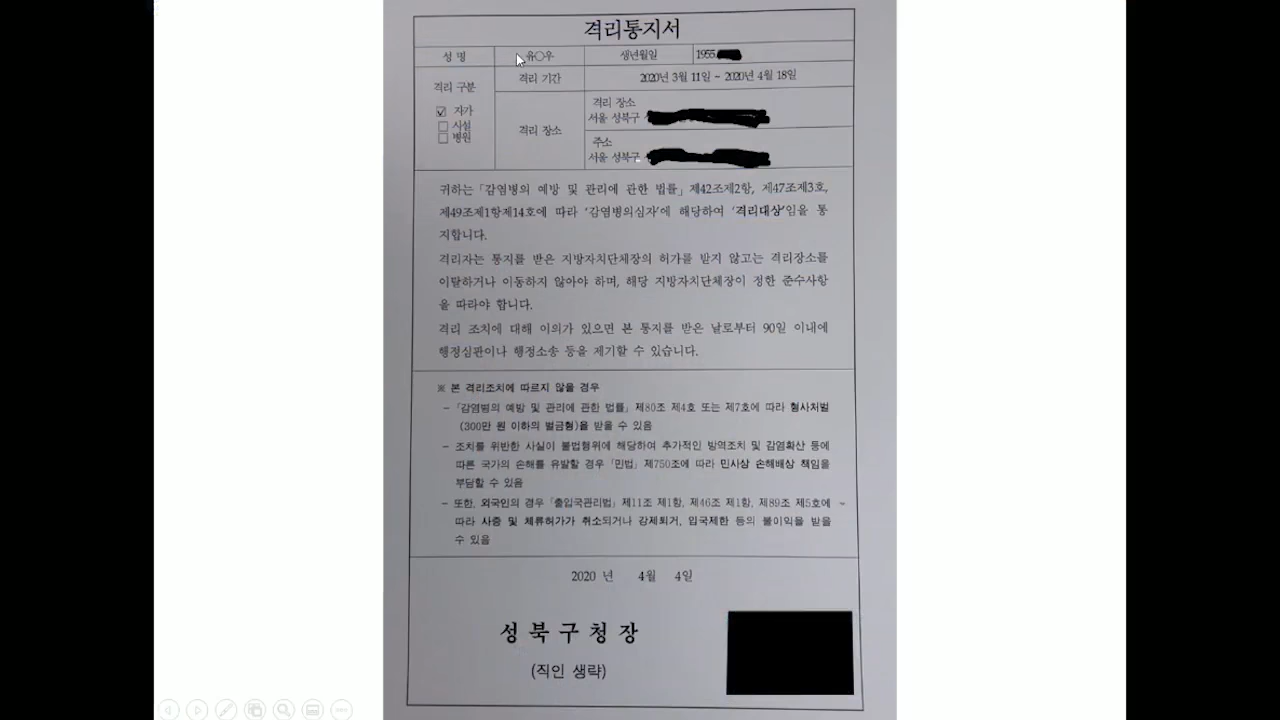 격리통지서
성 명 유○우 생년월일 1955.
격리 구분 격리 기간 2020년 3월 11일 ~ 2020년 4월 18일
☑ 자가
□ 시설
□ 병원
격리 장소
격리 장소
서울 성북구
주소
서울 성북구
귀하는「감염병의 예방 및 관리에 관한 법률」제42조제2항, 제47조제3호,
제49조제1항제14호에 따라 '감염병의심자'에 해당하여 '격리대상'임을 통
지합니다.
격리자는 통지를 받은 지방자치단체장의 허가를 받지 않고는 격리장소를
이탈하거나 이동하지 않아야 하며, 해당 지방자치단체장이 정한 준수사항
을 따라야 합니다.
격리 조치에 대해 이의가 있으면 본 통지를 받은 날로부터 90일 이내에
행정심판이나 행정소송 등을 제기할 수 있습니다.
※ 본 격리조치에 따르지 않을 경우
-「감염병의 예방 및 관리에 관한 법률」제80조 제4호 또는 제7호에 따라 형사처벌
(300만 원 이하의 벌금형)을 받을 수 있음
- 조치를 위반한 사실이 불법행위에 해당하여 추가적인 방역조치 및 감염확산 등에
따른 국가의 손해를 유발할 경우「민법」제750조에 따라 민사상 손해배상 책임을
부담할 수 있음
- 또한, 외국인의 경우「출입국관리법」제11조 제1항, 제46조 제1항, 제89조 제5호에
따라 사증 및 체류허가가 취소되거나 강제퇴거, 입국제한 등의 불이익을 받을
수 있음
2020 년 4월 4일
성북구청장
(직인 생략)